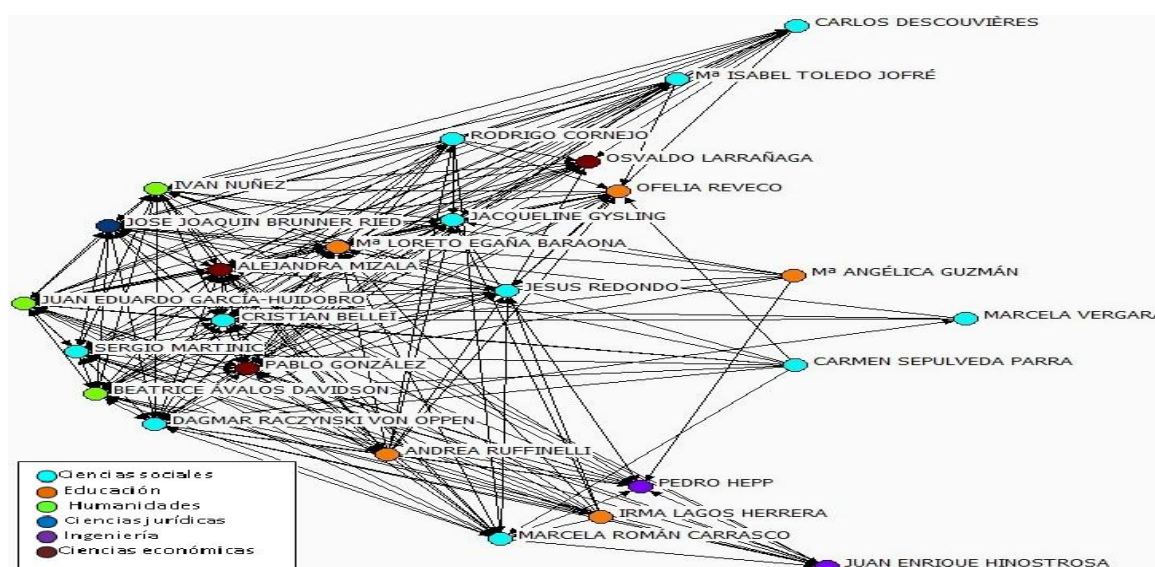 CARLOS DESCOUVIÈRES
Mª ISABEL TOLEDO JOFRÉ
RODRIGO CORNEJO
OSVALDO LARRAÑAGA
IVAN NUÑEZ
OFELIA REVECO
JOSE JOAQUIN BRUNNER RIED
JACQUELINE GYSLING
Mª LORETO EGAÑA BARAONA
ALEJANDRA MIZALA
Mª ANGÉLICA GUZMÁN
JESUS REDONDO
JUAN EDUARDO GARCÍA-HUIDOBRO
CRISTIAN BELLEI
MARCELA VERGARA
SERGIO MARTINIC
PABLO GONZÁLEZ
CARMEN SEPULVEDA PARRA
BEATRICE ÁVALOS DAVIDSON
DAGMAR RACZYNSKI VON OPPEN
ANDREA RUFFINELLI
PEDRO HEPP
IRMA LAGOS HERRERA
MARCELA ROMÁN CARRASCO
JUAN ENRIQUE HINOSTROSA
Ciencias sociales
Educación
Humanidades
Ciencias jurídicas
Ingeniería
Ciencias económicas